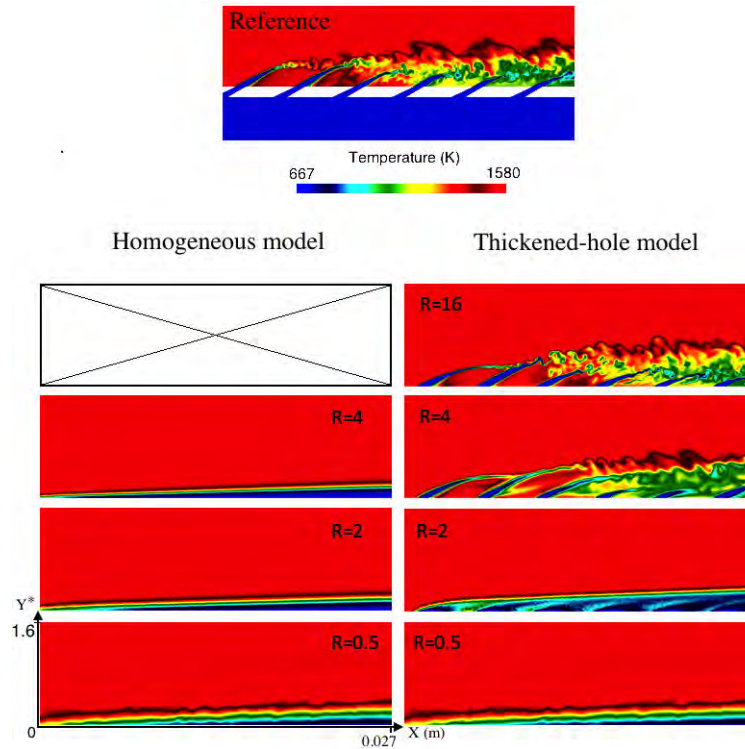 Reference
Temperature (K)
667 1580
Homogeneous model Thickened-hole model
R=16
R=4 R=4
R=2 R=2
Y*
1.6
R=0.5 R=0.5
0
0.027 X (m)